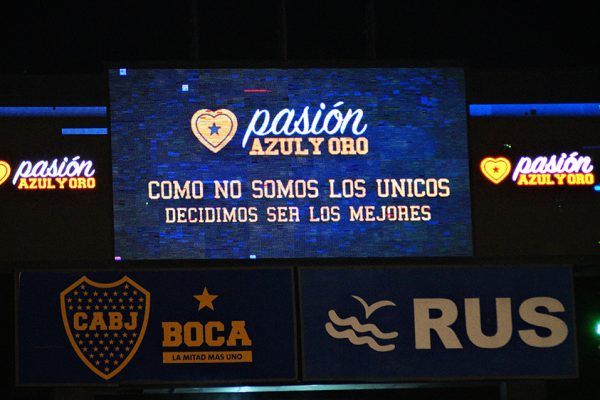 pasión
AZUL Y ORO
pasión
AZUL Y ORO
pasión
AZUL Y ORO
COMO NO SOMOS LOS UNICOS
DECIDIMOS SER LOS MEJORES
CABJ
BOCA
LA MITAD MAS UNO
RUS